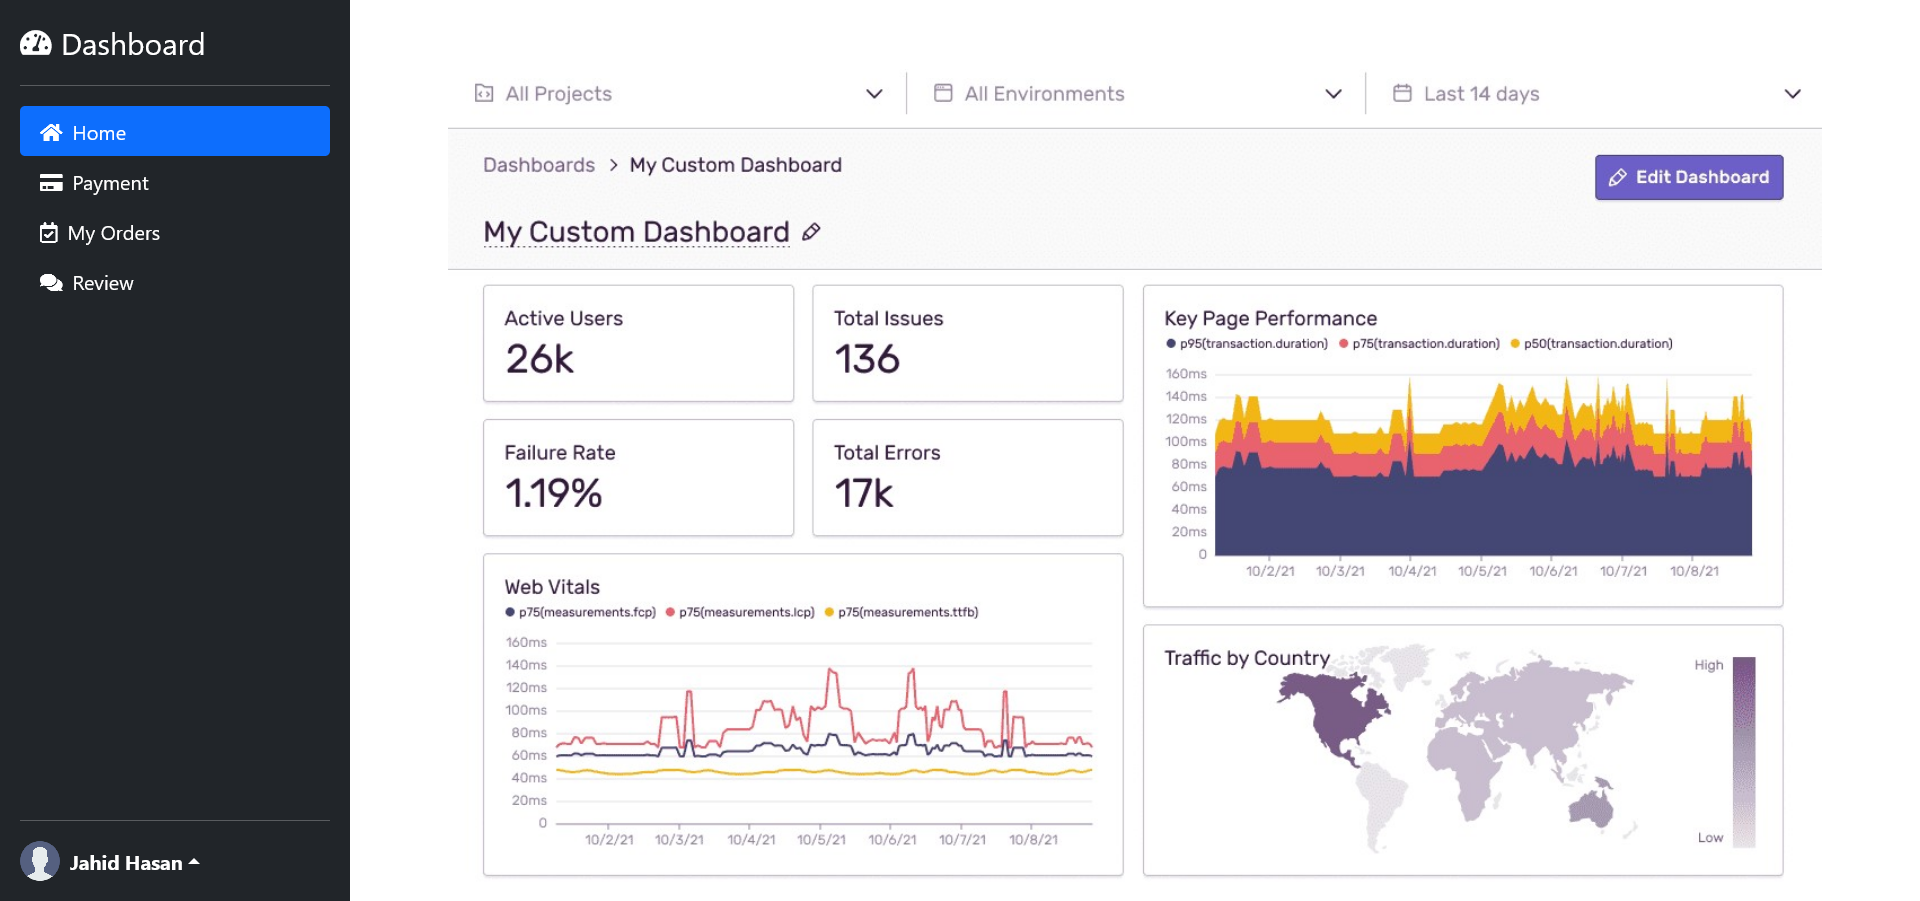 Dashboard
Home
Payment
My Orders
Review
Jahid Hasan
All Projects
All Environments
Last 14 days
Dashboards > My Custom Dashboard
Edit Dashboard
My Custom Dashboard
Active Users
26k
Total Issues
136
Failure Rate
1.19%
Total Errors
17k
Web Vitals
p75(measurements.fcp) p75(measurements.lcp) p75(measurements.ttfb)
160ms
140ms
120ms
100ms
80ms
60ms
40ms
20ms
0
10/2/21 10/3/21 10/4/21 10/5/21 10/6/21 10/7/21 10/8/21
Key Page Performance
p95(transaction.duration) p75(transaction.duration) p50(transaction.duration)
160ms
140ms
120ms
100ms
80ms
60ms
40ms
20ms
0
10/2/21 10/3/21 10/4/21 10/5/21 10/6/21 10/7/21 10/8/21
Traffic by Country
High
Low